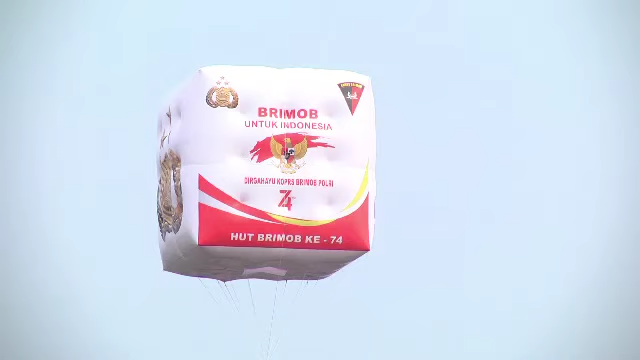 BRIMOB
UNTUK INDONESIA
DIRGAHAYU KORPS BRIMOB POLRI
74
HUT BRIMOB KE - 74